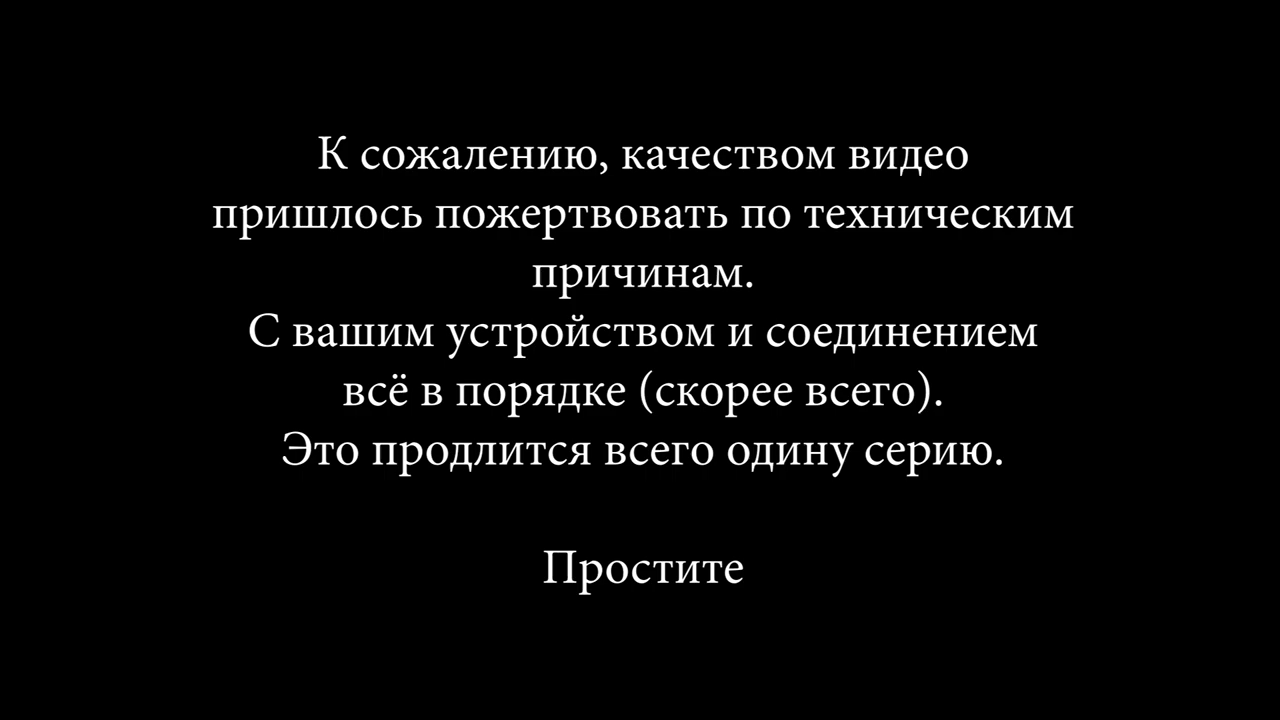 К сожалению, качеством видео
пришлось пожертвовать по техническим
причинам.
С вашим устройством и соединением
всё в порядке (скорее всего).
Это продлится всего одину серию.
Простите